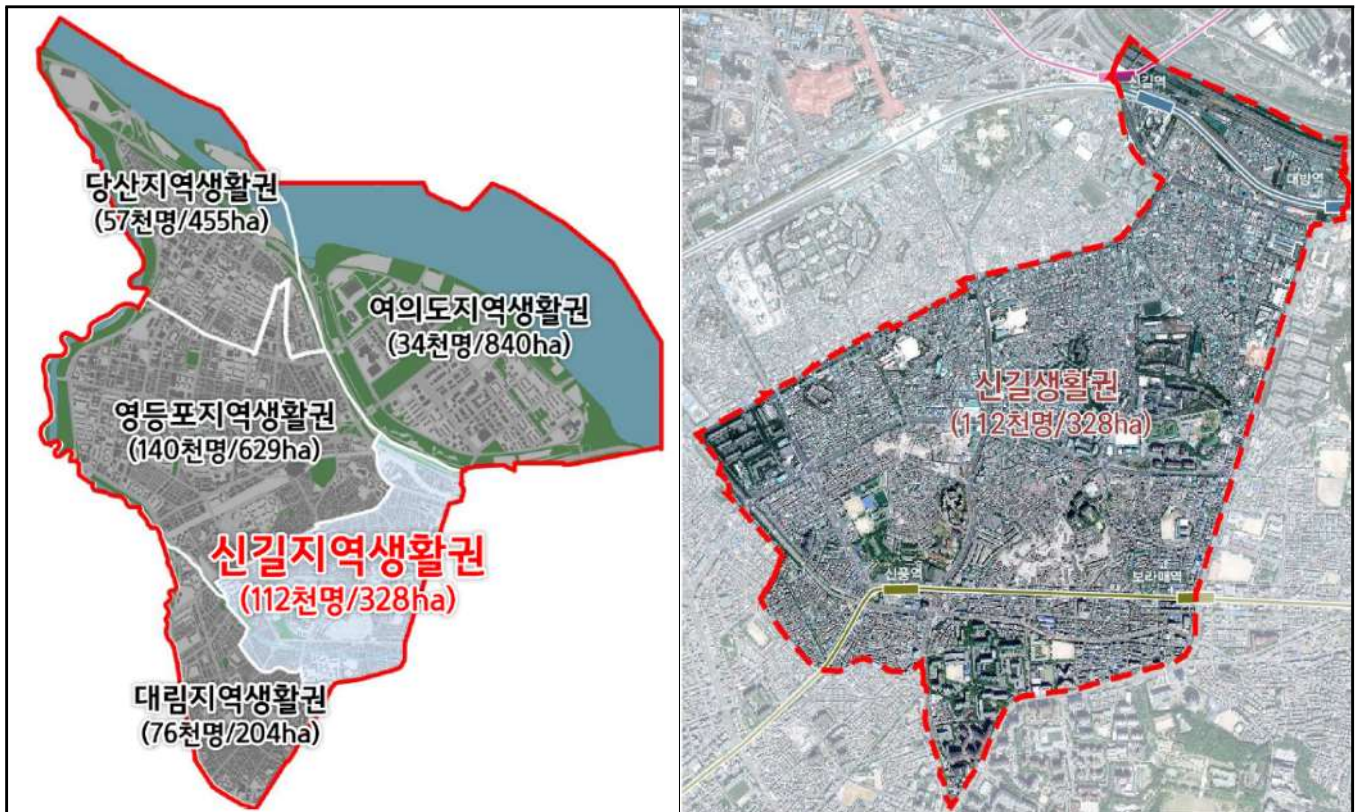 당산지역생활권
(57천명/455ha)
여의도지역생활권
(34천명/840ha)
영등포지역생활권
(140천명/629ha)
신길지역생활권
(112천명/328ha)
대림지역생활권
(76천명/204ha)
신길역
대방역
신길생활권
(112천명/328ha)
신풍역
보라매역